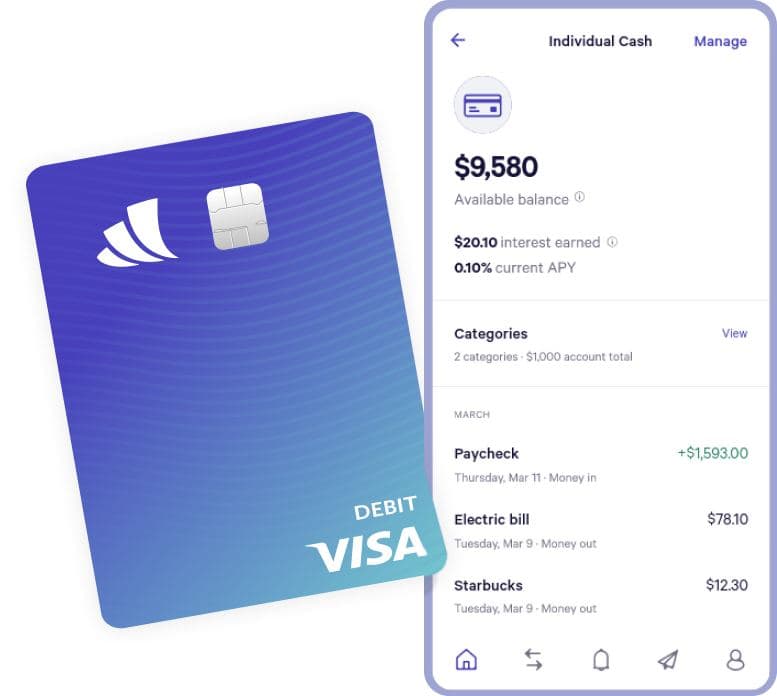 DEBIT
VISA
Individual Cash Manage
$9,580
Available balance
$20.10 interest earned
0.10% current APY
Categories View
2 categories · $1,000 account total
MARCH
Paycheck +$1,593.00
Thursday, Mar 11 · Money in
Electric bill $78.10
Tuesday, Mar 9 · Money out
Starbucks $12.30
Tuesday, Mar 9 · Money out